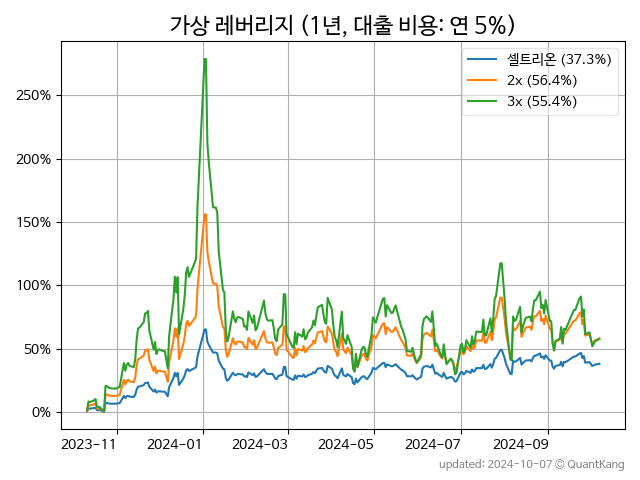 가상 레버리지 (1년, 대출 비용: 연 5%)
셀트리온 (37.3%)
2x (56.4%)
3x (55.4%)
250%
200%
150%
100%
50%
0%
2023-11 2024-01 2024-03 2024-05 2024-07 2024-09
updated: 2024-10-07 © QuantKang